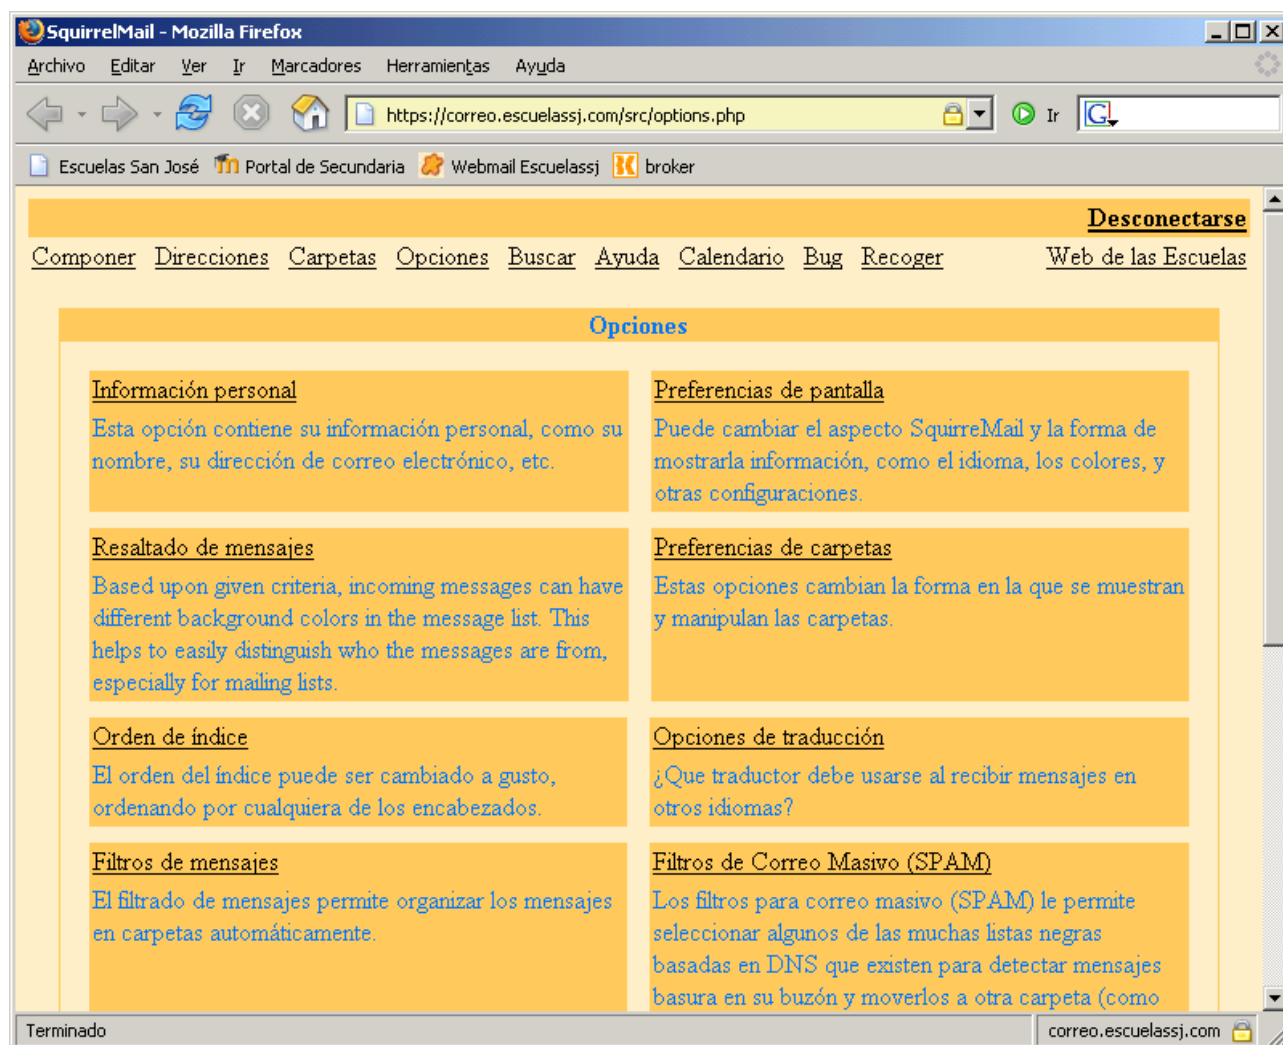 SquirrelMail - Mozilla Firefox
Archivo Editar Ver Ir Marcadores Herramientas Ayuda
https://correo.escuelassj.com/src/options.php Ir G
Escuelas San José Portal de Secundaria Webmail Escuelassj broker
Desconectarse
Componer Direcciones Carpetas Opciones Buscar Ayuda Calendario Bug Recoger Web de las Escuelas
Opciones
Información personal
Esta opción contiene su información personal, como su
nombre, su dirección de correo electrónico, etc.
Preferencias de pantalla
Puede cambiar el aspecto SquirreMail y la forma de
mostrarla información, como el idioma, los colores, y
otras configuraciones.
Resaltado de mensajes
Based upon given criteria, incoming messages can have
different background colors in the message list. This
helps to easily distinguish who the messages are from,
especially for mailing lists.
Preferencias de carpetas
Estas opciones cambian la forma en la que se muestran
y manipulan las carpetas.
Orden de índice
El orden del índice puede ser cambiado a gusto,
ordenando por cualquiera de los encabezados.
Opciones de traducción
¿Que traductor debe usarse al recibir mensajes en
otros idiomas?
Filtros de mensajes
El filtrado de mensajes permite organizar los mensajes
en carpetas automáticamente.
Filtros de Correo Masivo (SPAM)
Los filtros para correo masivo (SPAM) le permite
seleccionar algunos de las muchas listas negras
basadas en DNS que existen para detectar mensajes
basura en su buzón y moverlos a otra carpeta (como
Terminado correo.escuelassj.com